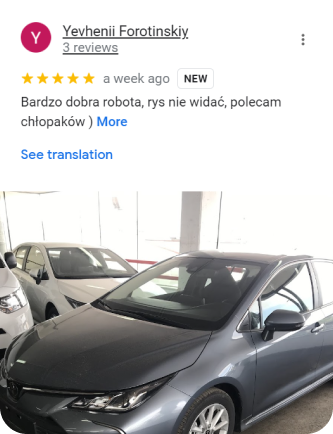 Y
Yevhenii Forotinskiy
3 reviews
a week ago NEW
Bardzo dobra robota, rys nie widać, polecam
chłopaków ) More
See translation